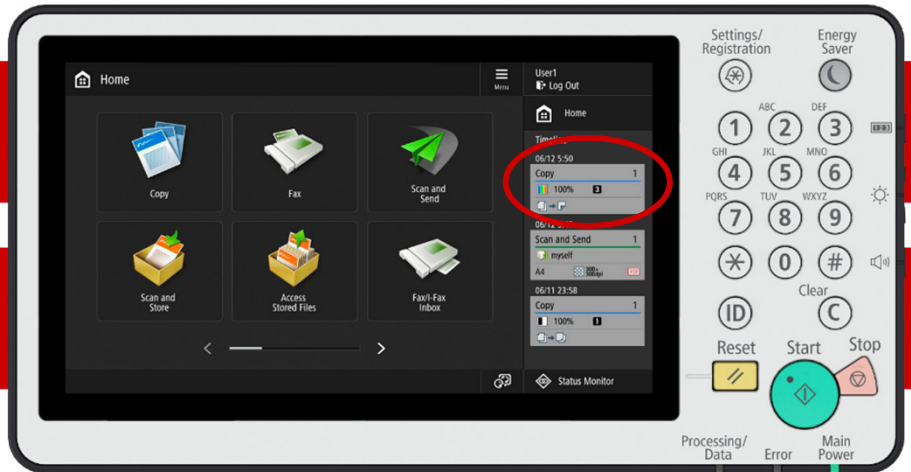 Home
Menu
User1
Log Out
Home
Copy
Fax
Scan and
Send
Scan and
Store
Access
Stored Files
Fax/I-Fax
Inbox
Timeline
06/12 5:50
Copy 1
100% 3
Scan and Send 1
myself
A4
06/11 23:58
Copy 1
100% 1
Status Monitor
Settings/
Registration
Energy
Saver
ABC DEF
1 2 3
GHI JKL MNO
4 5 6
PQRS TUV WXYZ
7 8 9
0 #
Clear
ID C
Reset Start Stop
Processing/
Data
Error
Main
Power